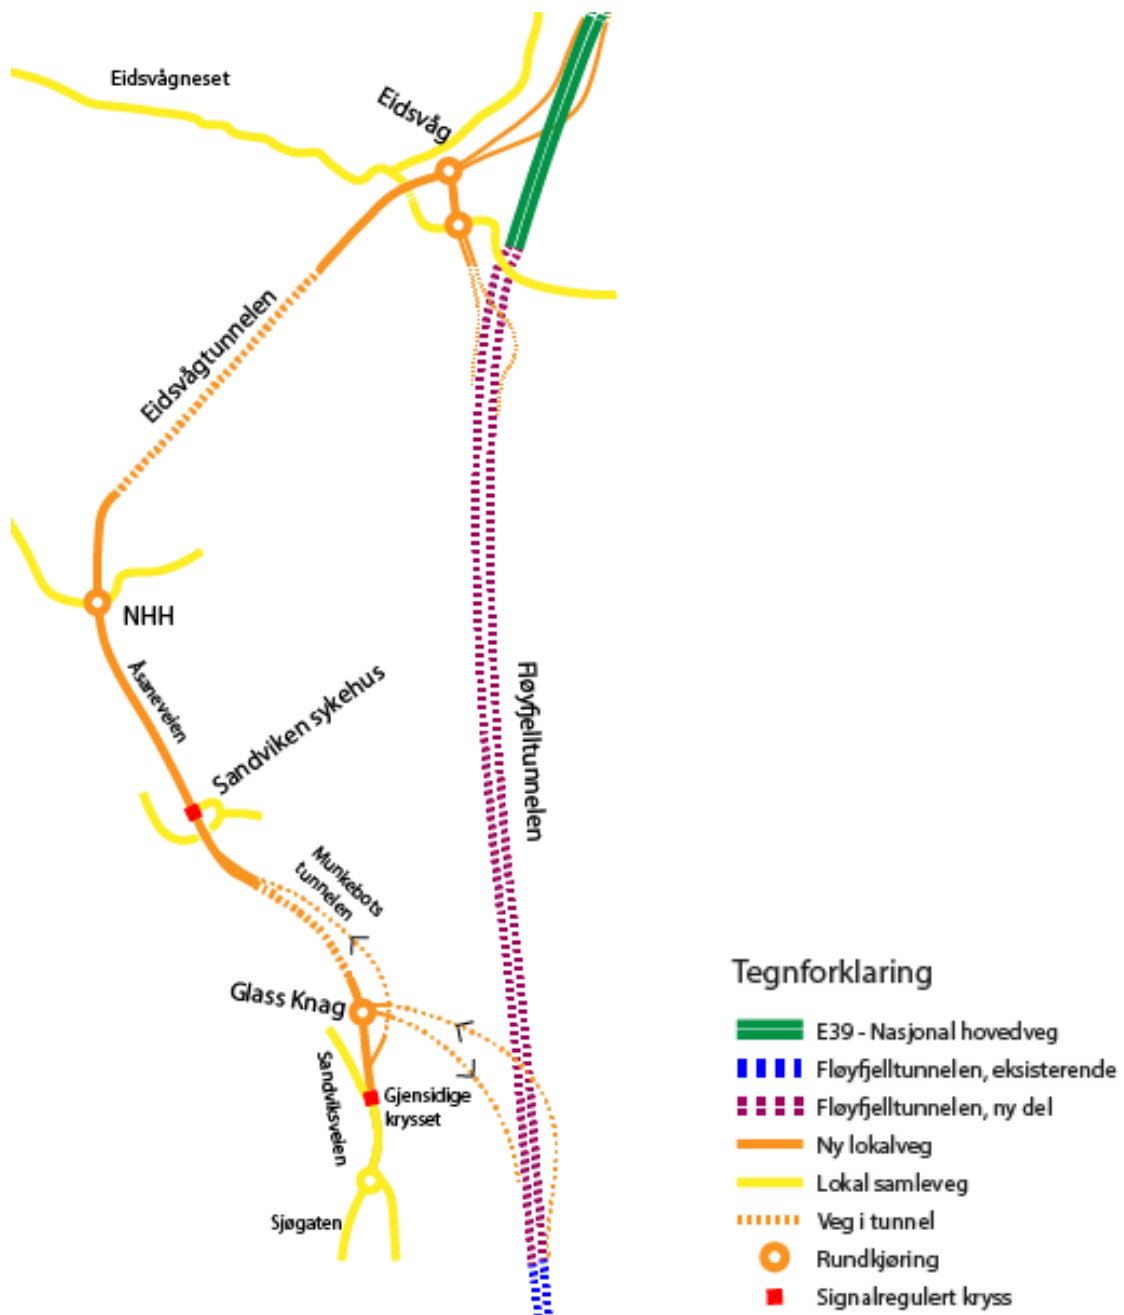 Eidsvågneset
Eidsvåg
Eidsvågtunnelen
NHH
Åsaneveien
Sandviken sykehus
Fløyfjelltunnelen
Munkebots
tunnelen
Glass Knag
Sandviksveien
Gjensidige
krysset
Sjøgaten
Tegnforklaring
E39 - Nasjonal hovedveg
Fløyfjelltunnelen, eksisterende
Fløyfjelltunnelen, ny del
Ny lokalveg
Lokal samleveg
Veg i tunnel
Rundkjøring
Signalregulert kryss